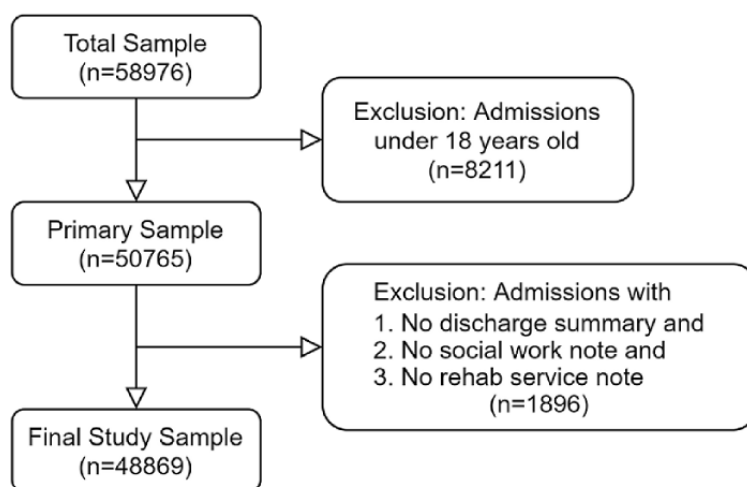 Total Sample
(n=58976)
Exclusion: Admissions
under 18 years old
(n=8211)
Primary Sample
(n=50765)
Exclusion: Admissions with
1. No discharge summary and
2. No social work note and
3. No rehab service note
(n=1896)
Final Study Sample
(n=48869)